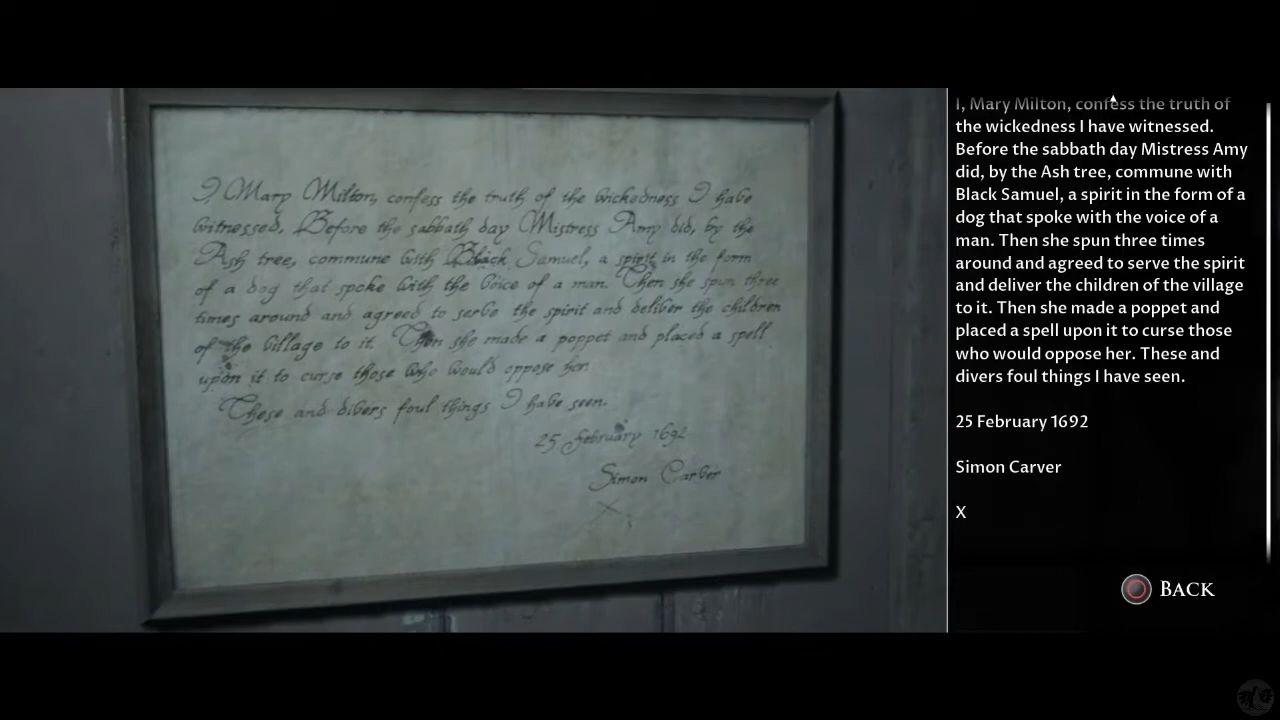 I, Mary Milton, confess the truth of the wickedness I have
witnessed. Before the sabbath day Mistress Amy did, by the
Ash tree, commune with Black Samuel, a spirit in the form
of a dog that spoke with the voice of a man. Then she spun three
times around and agreed to serve the spirit and deliver the children
of the village to it. Then she made a poppet and placed a spell
upon it to curse those who would oppose her.
These and divers foul things I have seen.
25 February 1692
Simon Carver
X
I, Mary Milton, confess the truth of
the wickedness I have witnessed.
Before the sabbath day Mistress Amy
did, by the Ash tree, commune with
Black Samuel, a spirit in the form of a
dog that spoke with the voice of a
man. Then she spun three times
around and agreed to serve the spirit
and deliver the children of the village
to it. Then she made a poppet and
placed a spell upon it to curse those
who would oppose her. These and
divers foul things I have seen.
25 February 1692
Simon Carver
X
BACK